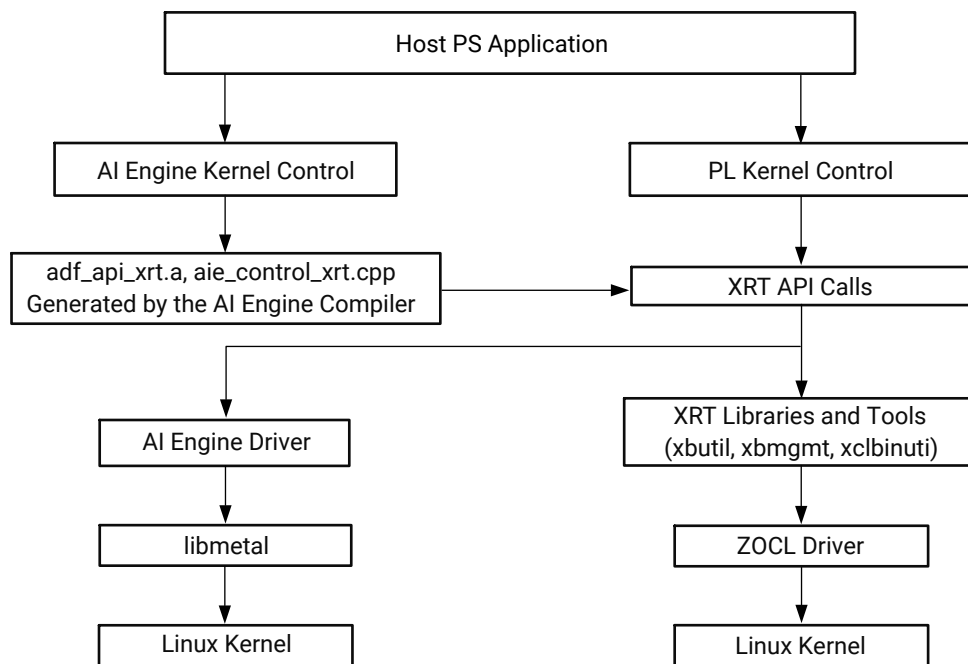 Host PS Application
AI Engine Kernel Control
PL Kernel Control
adf_api_xrt.a, aie_control_xrt.cpp
Generated by the AI Engine Compiler
XRT API Calls
AI Engine Driver
XRT Libraries and Tools
(xbutil, xbmgmt, xclbinuti)
libmetal
ZOCL Driver
Linux Kernel
Linux Kernel